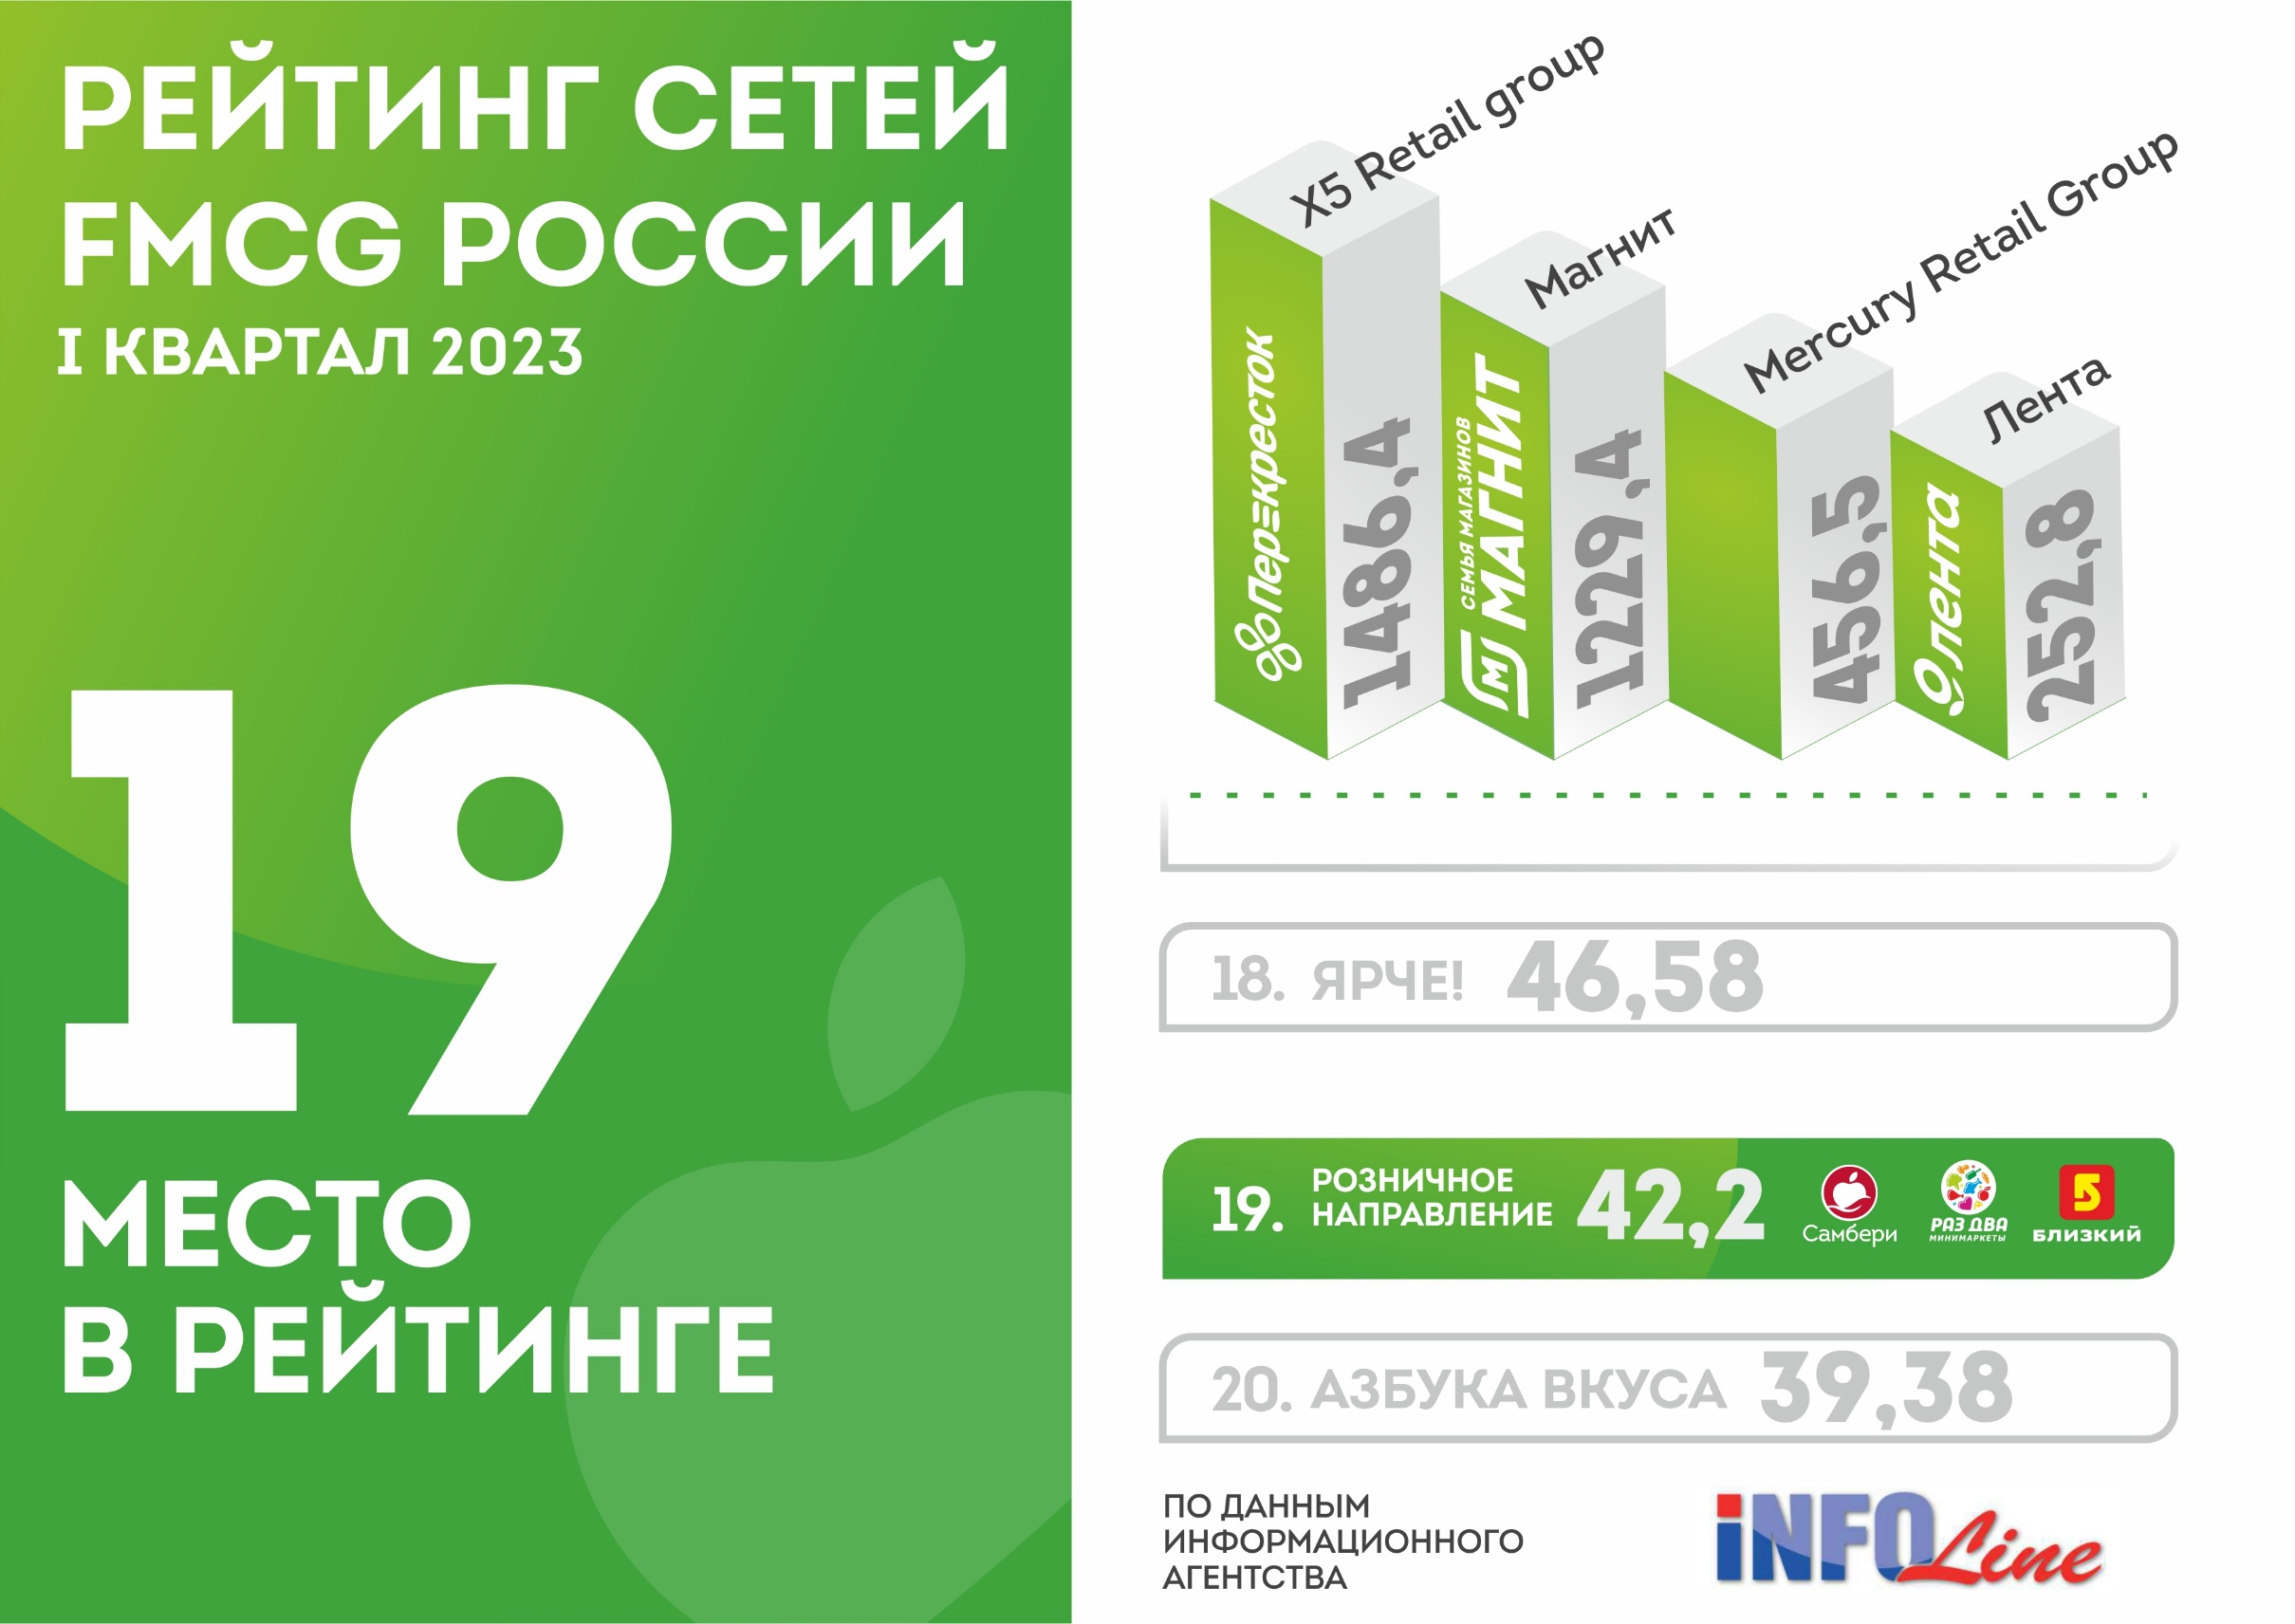 РЕЙТИНГ СЕТЕЙ
FMCG РОССИИ
I КВАРТАЛ 2023
19
МЕСТО
В РЕЙТИНГЕ
X5 Retail group
Магнит
Mercury Retail Group
Лента
Перекресток
1486,4
СЕМЬЯ МАГАЗИНОВ
МАГНИТ
1229,4
456,5
Лента
252,8
18. ЯРЧЕ! 46,58
19. РОЗНИЧНОЕ
НАПРАВЛЕНИЕ 42,2
Самбери
РАЗ ДВА
МИНИМАРКЕТЫ
БЛИЗКИЙ
20. АЗБУКА ВКУСА 39,38
ПО ДАННЫМ
ИНФОРМАЦИОННОГО
АГЕНТСТВА
iNFOLine